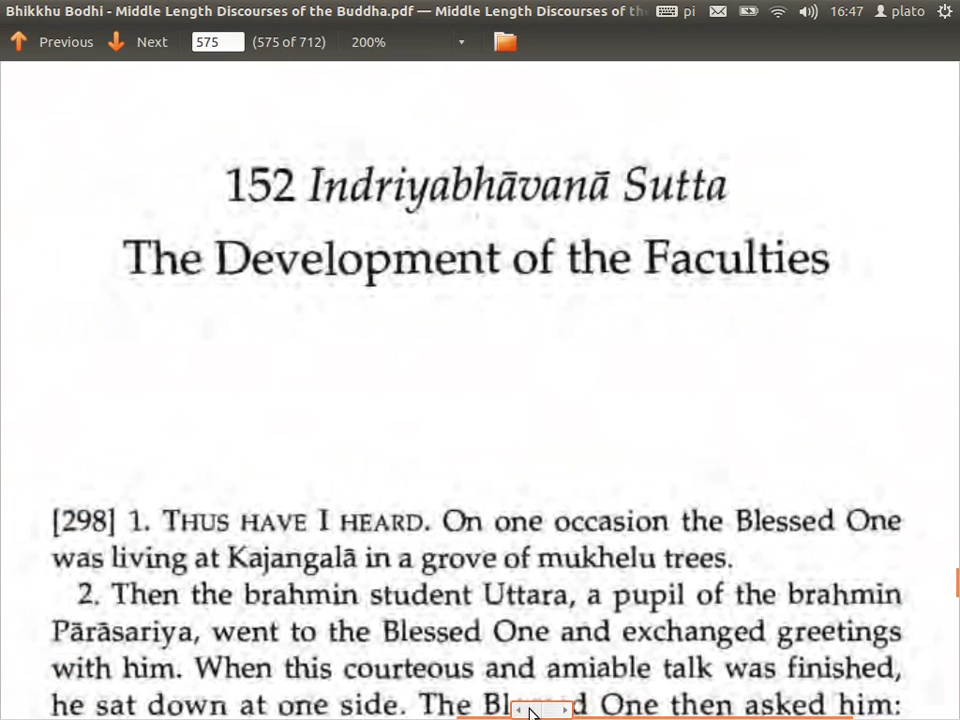 Bhikkhu Bodhi - Middle Length Discourses of the Buddha.pdf — Middle Length Discourses of th pi 16:47 plato
Previous Next 575 (575 of 712) 200%
152 Indriyabhāvanā Sutta
The Development of the Faculties
[298] 1. THUS HAVE I HEARD. On one occasion the Blessed One
was living at Kajangalā in a grove of mukhelu trees.
2. Then the brahmin student Uttara, a pupil of the brahmin
Pārāsariya, went to the Blessed One and exchanged greetings
with him. When this courteous and amiable talk was finished,
he sat down at one side. The One then asked him: